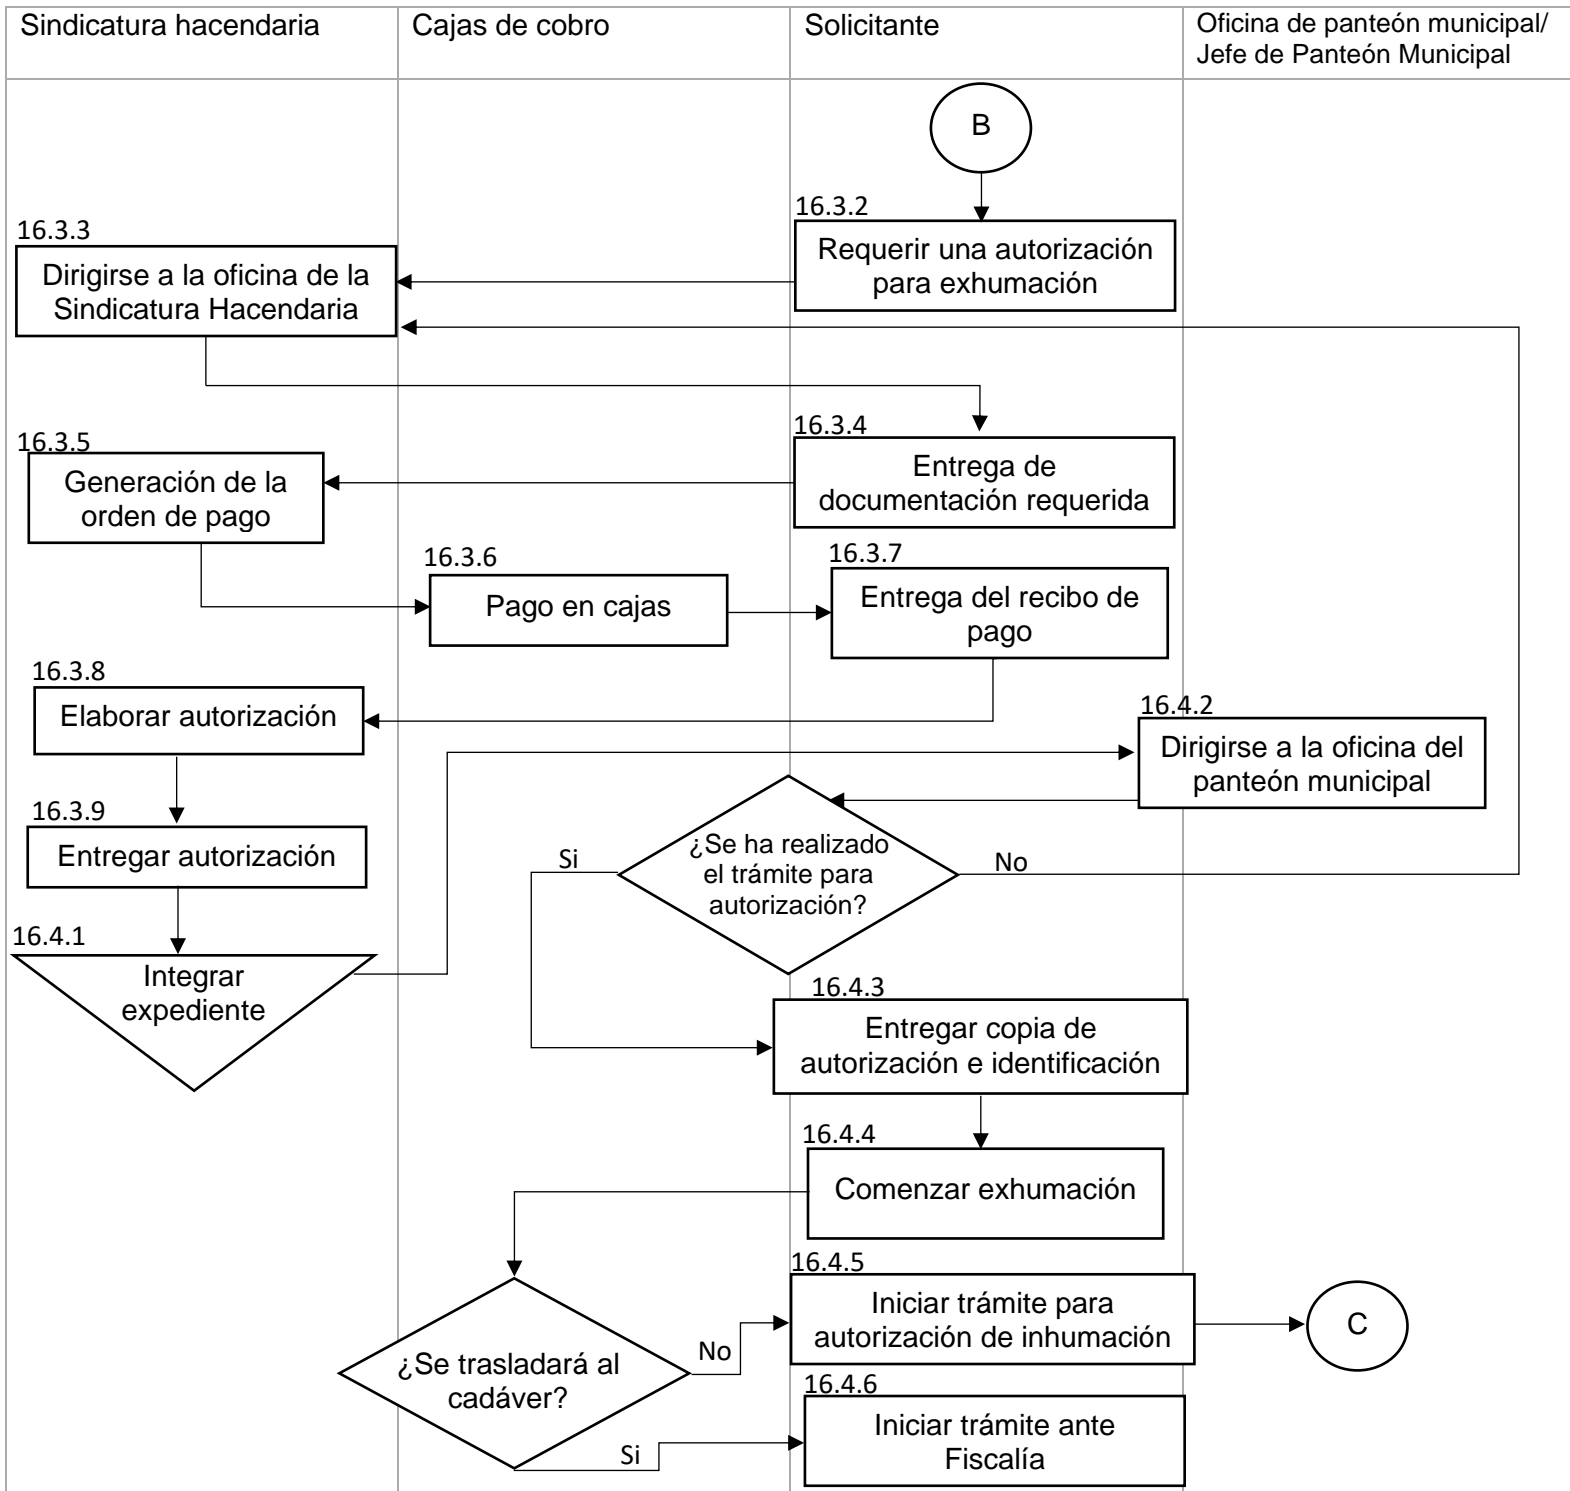 Sindicatura hacendaria
Cajas de cobro
Solicitante
Oficina de panteón municipal/
Jefe de Panteón Municipal
B
16.3.2
Requerir una autorización
para exhumación
16.3.3
Dirigirse a la oficina de la
Sindicatura Hacendaria
16.3.4
Entrega de
documentación requerida
16.3.5
Generación de la
orden de pago
16.3.6
Pago en cajas
16.3.7
Entrega del recibo de
pago
16.3.8
Elaborar autorización
16.3.9
Entregar autorización
16.4.1
Integrar
expediente
16.4.2
Dirigirse a la oficina del
panteón municipal
¿Se ha realizado
el trámite para
autorización?
Si
No
16.4.3
Entregar copia de
autorización e identificación
16.4.4
Comenzar exhumación
¿Se trasladará al
cadáver?
No
Si
16.4.5
Iniciar trámite para
autorización de inhumación
C
16.4.6
Iniciar trámite ante
Fiscalía